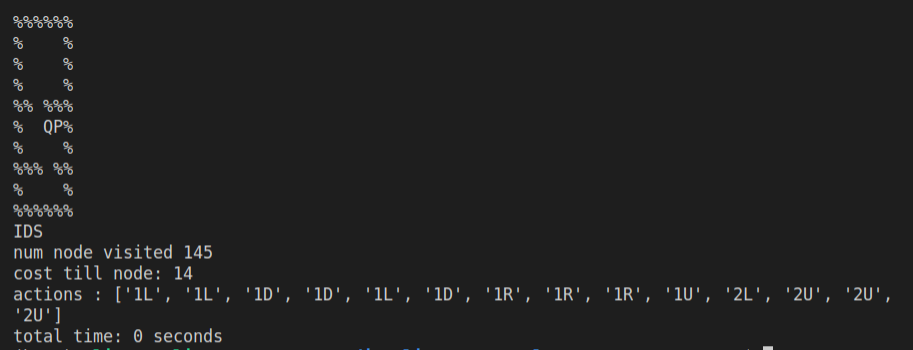 %%%%%%
%    %
%    %
%    %
%% %%%
%  QP%
%    %
%%% %%
%    %
%%%%%%
IDS
num node visited 145
cost till node: 14
actions : ['1L', '1L', '1D', '1D', '1L', '1D', '1R', '1R', '1R', '1U', '2L', '2U', '2U',
'2U']
total time: 0 seconds